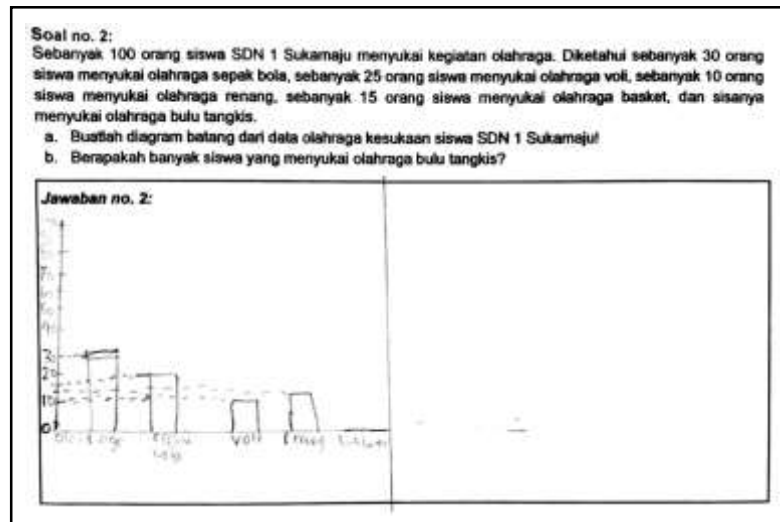 Soal no. 2:
Sebanyak 100 orang siswa SDN 1 Sukamaju menyukai kegiatan olahraga. Diketahui sebanyak 30 orang
siswa menyukai olahraga sepak bola, sebanyak 25 orang siswa menyukai olahraga voli, sebanyak 10 orang
siswa menyukai olahraga renang, sebanyak 15 orang siswa menyukai olahraga basket, dan sisanya
menyukai olahraga bulu tangkis.
a. Buatlah diagram batang dari data olahraga kesukaan siswa SDN 1 Sukamaju!
b. Berapakah banyak siswa yang menyukai olahraga bulu tangkis?
Jawaban no. 2:
20
10
0
Voli